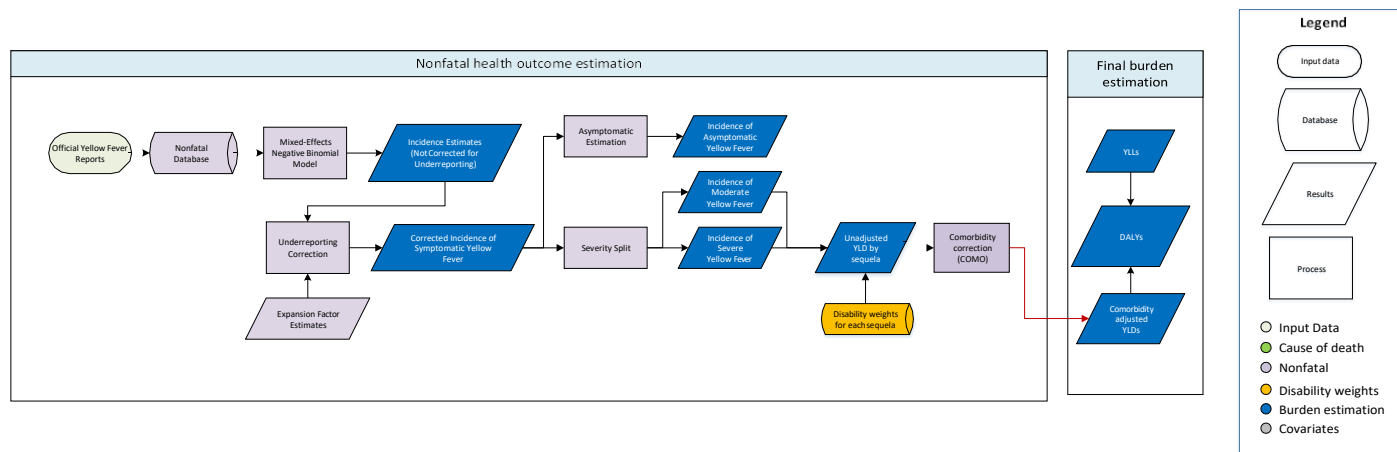 Legend
Nonfatal health outcome estimation
Final burden
estimation
Input data
Database
Results
Process
Official Yellow Fever
Reports
Nonfatal
Database
Mixed-Effects
Negative Binomial
Model
Incidence Estimates
(Not Corrected for
Underreporting)
Asymptomatic
Estimation
Incidence of
Asymptomatic
Yellow Fever
Incidence of
Moderate
Yellow Fever
Underreporting
Correction
Corrected Incidence of
Symptomatic Yellow
Fever
Severity Split
Incidence of
Severe
Yellow Fever
Unadjusted
YLD by
sequela
Comorbidity
correction
(COMO)
Expansion Factor
Estimates
Disability weights
for each sequela
YLLs
DALYs
Comorbidity
adjusted
YLDs
Input Data
Cause of death
Nonfatal
Disability weights
Burden estimation
Covariates